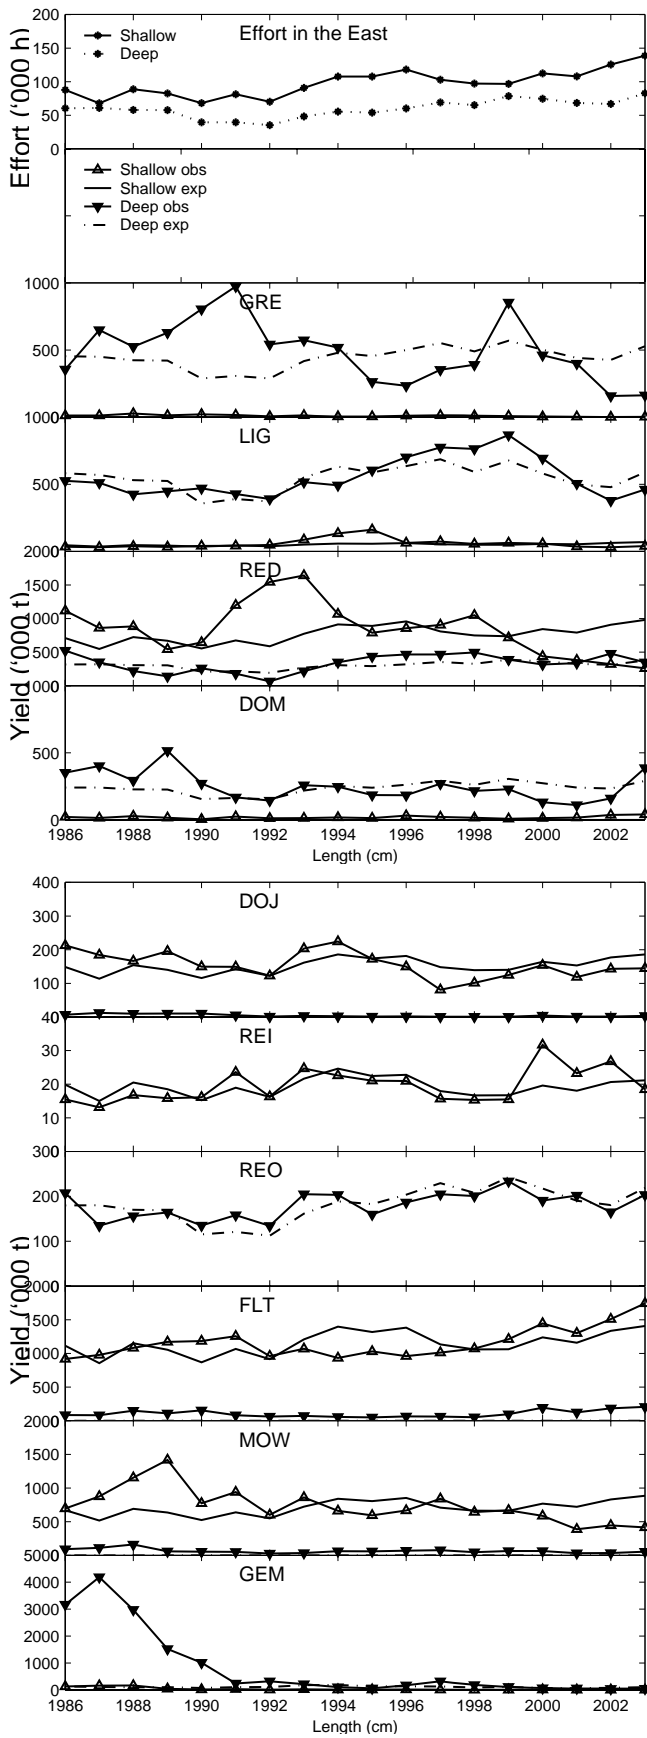 Effort in the East
Shallow
Deep
200
150
100
50
0
Effort ('000 h)
Shallow obs
Shallow exp
Deep obs
Deep exp
1000
GRE
500
1000
LIG
500
2000
RED
1500
1000
500
000
DOM
500
0
Yield ('000 t)
1986 1988 1990 1992 1994 1996 1998 2000 2002
Length (cm)
400
DOJ
300
200
100
40
REI
30
20
10
300
REO
200
100
2000
FLT
1500
1000
500
2000
MOW
1500
1000
500
5000
GEM
4000
3000
2000
1000
0
Yield ('000 t)
1986 1988 1990 1992 1994 1996 1998 2000 2002
Length (cm)